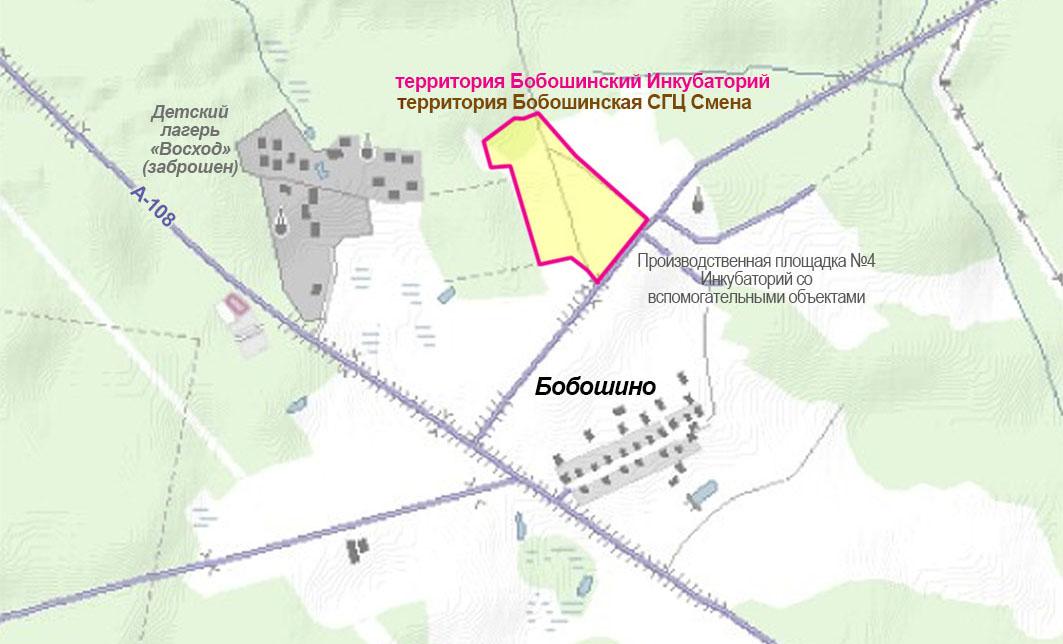 территория Бобошинский Инкубаторий
территория Бобошинская СГЦ Смена
Детский
лагерь
«Восход»
(заброшен)
А-108
Производственная площадка №4
Инкубаторий со
вспомогательными объектами
Бобошино